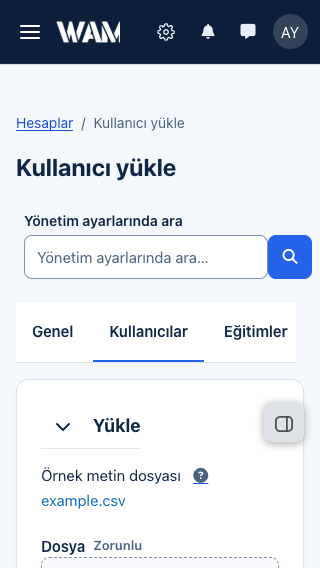 WAM
AY
Hesaplar / Kullanıcı yükle
Kullanıcı yükle
Yönetim ayarlarında ara
Yönetim ayarlarında ara...
Genel Kullanıcılar Eğitimler
Yükle
Örnek metin dosyası ?
example.csv
Dosya Zorunlu